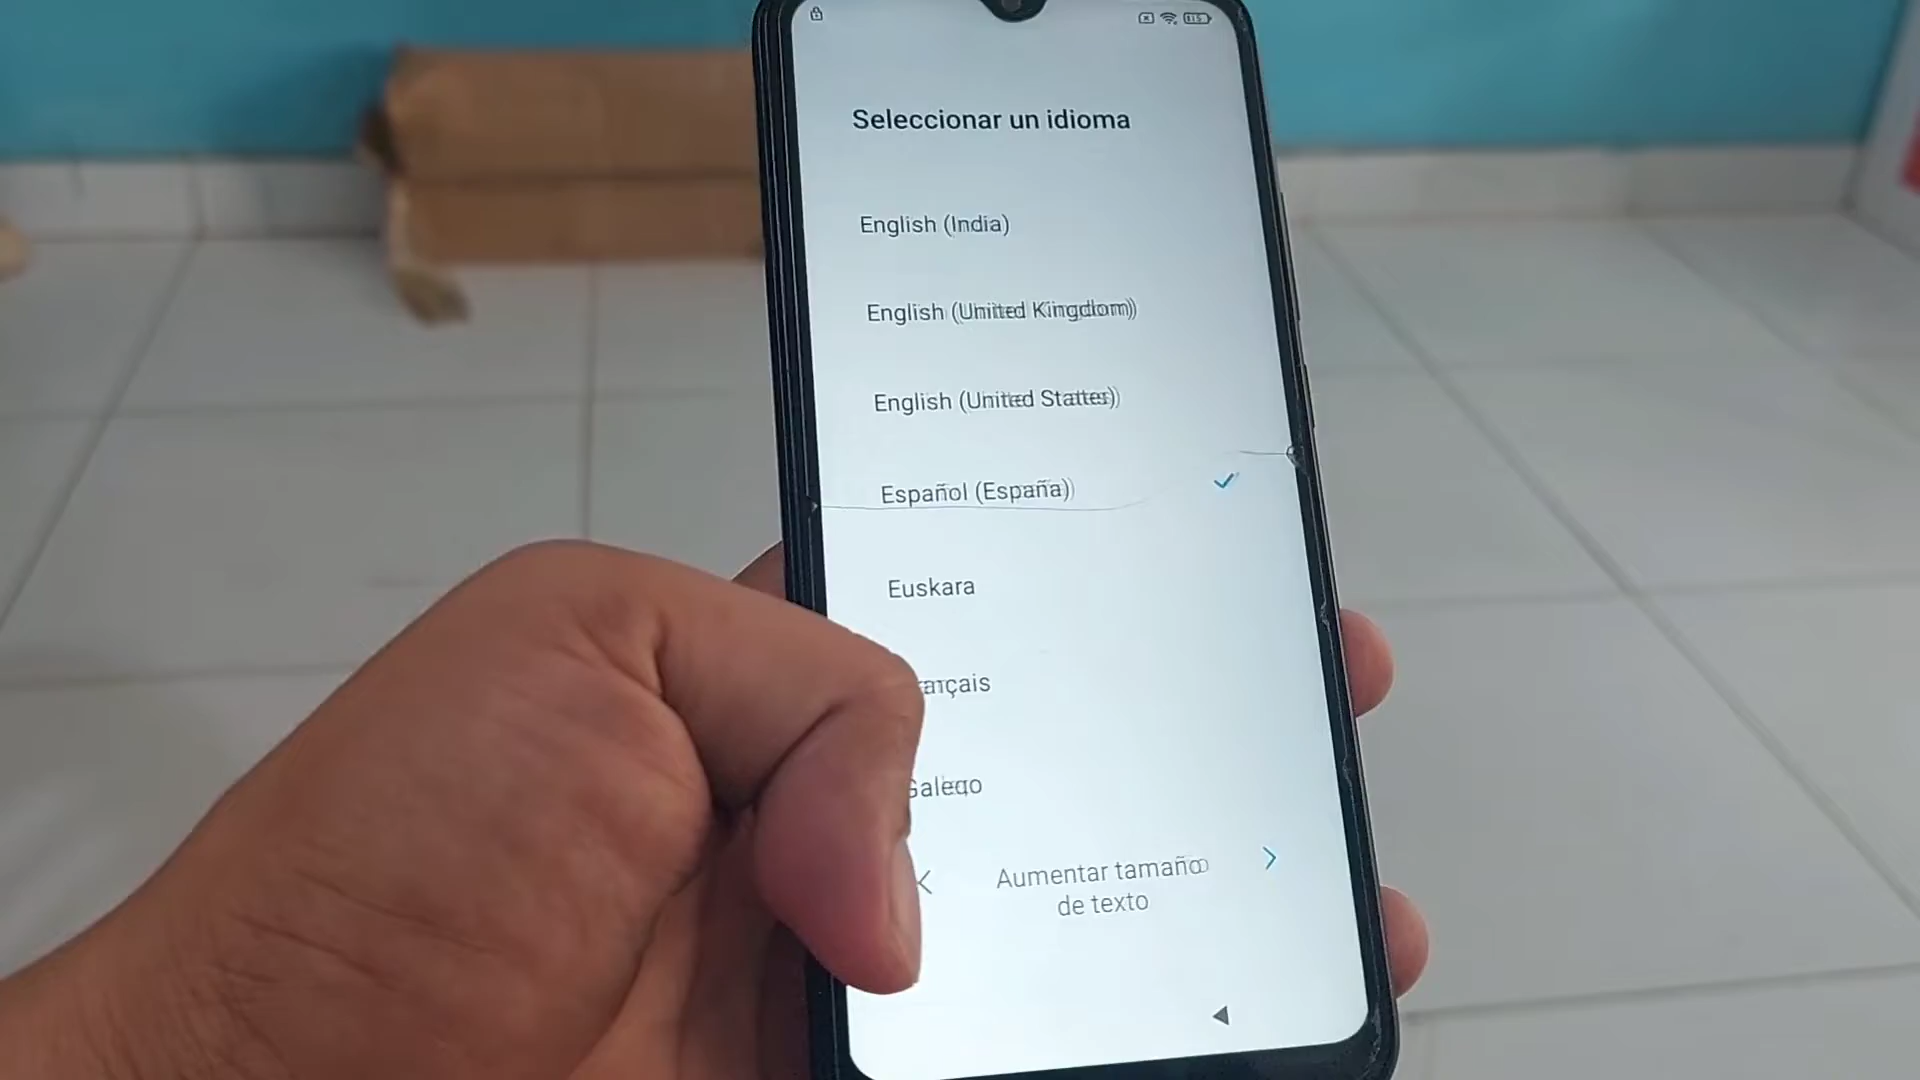 Seleccionar un idioma
English (India)
English (United Kingdom)
English (United States)
Español (España)
Euskara
Galego
Aumentar tamaño
de texto